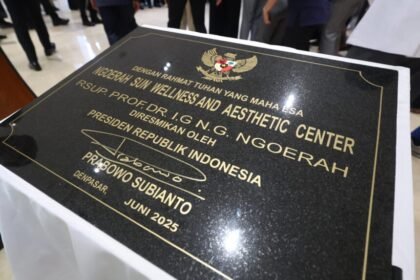 DENGAN RAHMAT TUHAN YANG MAHA ESA
NGOERAH SUN WELLNESS AND AESTHETIC CENTER
RSUP. PROF. DR. I.G.N.G. NGOERAH
DIRESMIKAN OLEH
PRESIDEN REPUBLIK INDONESIA
PRABOWO SUBIANTO
DENPASAR, JUNI 2025